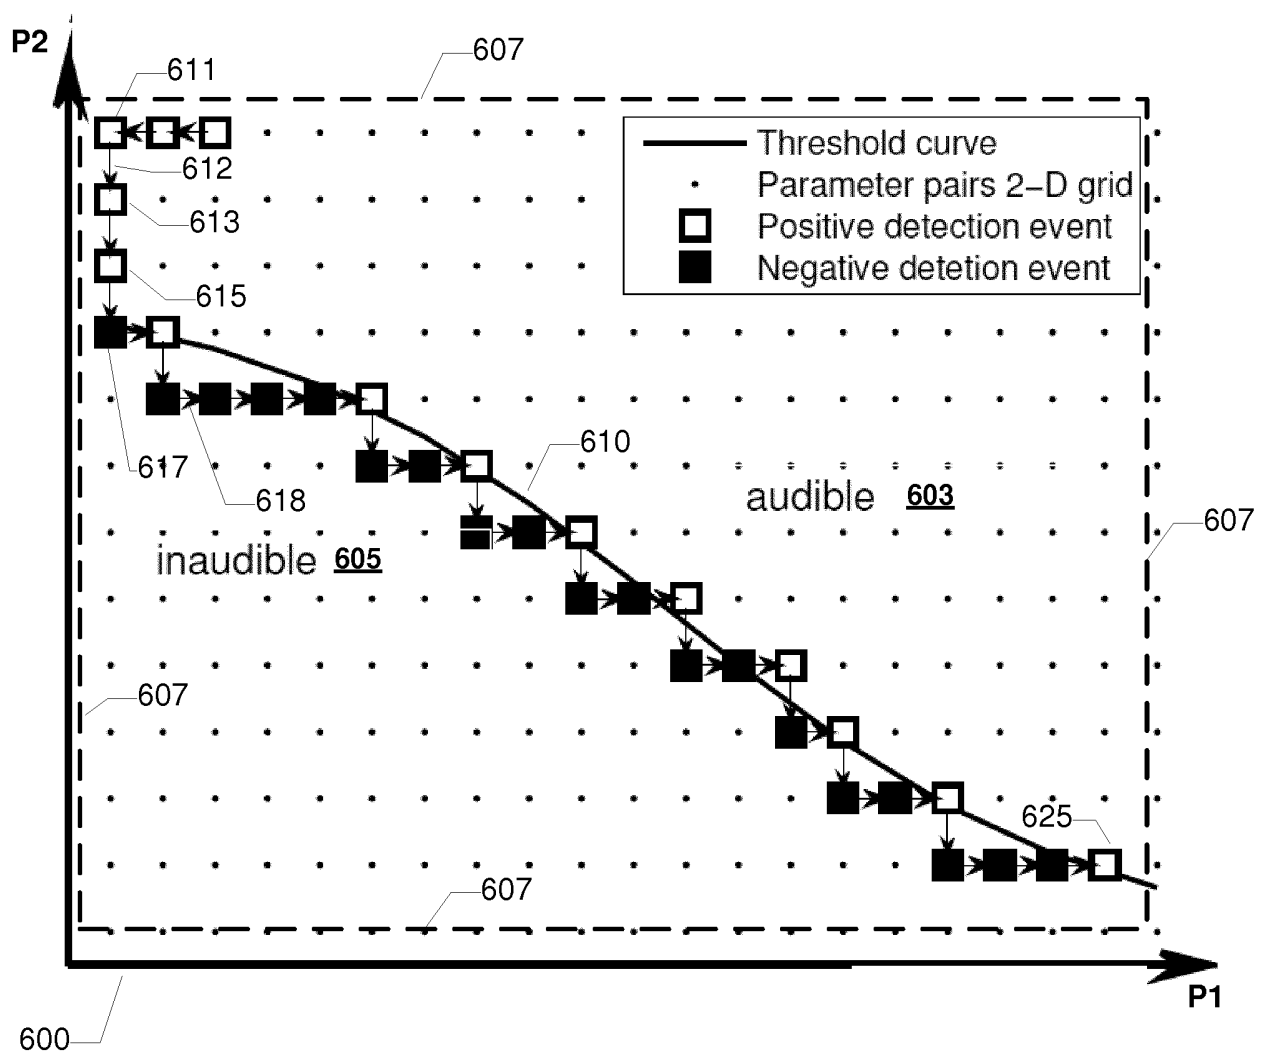 P2
607
611
Threshold curve
612
Parameter pairs 2-D grid
613
Positive detection event
Negative detetion event
615
610
617
audible 603
618
607
inaudible 605
607
625
607
P1
600